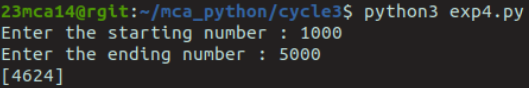 23mca14@rgit:~/mca_python/cycle3$ python3 exp4.py
Enter the starting number : 1000
Enter the ending number : 5000
[4624]